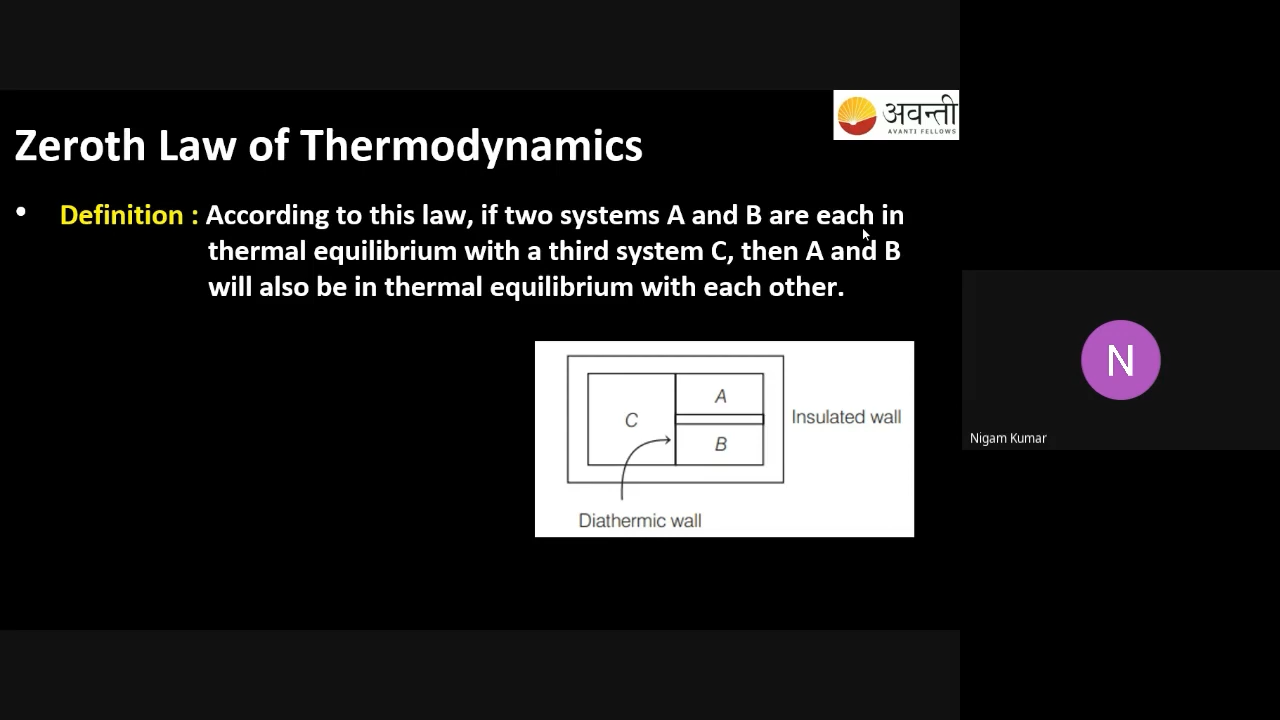 अवन्ती
AVANTI FELLOWS
Zeroth Law of Thermodynamics
• Definition : According to this law, if two systems A and B are each in
thermal equilibrium with a third system C, then A and B
will also be in thermal equilibrium with each other.
A
C
B
Insulated wall
Diathermic wall
N
Nigam Kumar